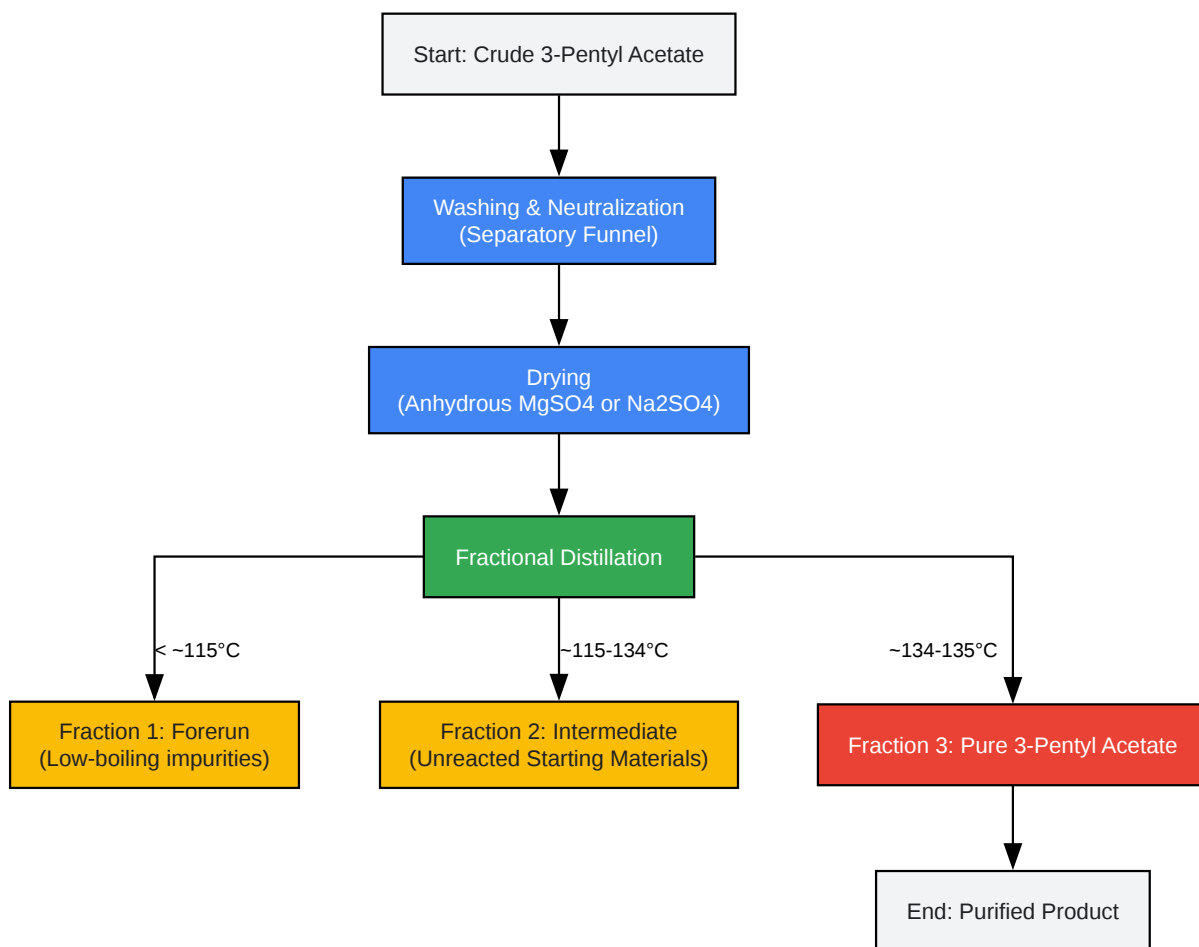 Start: Crude 3-Pentyl Acetate
Washing & Neutralization
(Separatory Funnel)
Drying
(Anhydrous MgSO4 or Na2SO4)
Fractional Distillation
< ~115°C
~115-134°C
~134-135°C
Fraction 1: Forerun
(Low-boiling impurities)
Fraction 2: Intermediate
(Unreacted Starting Materials)
Fraction 3: Pure 3-Pentyl Acetate
End: Purified Product